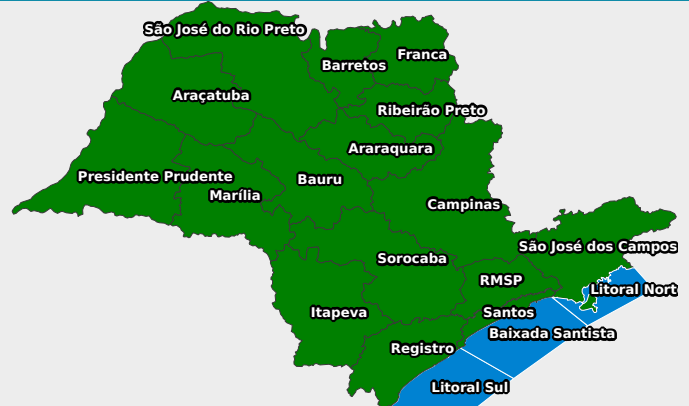 São José do Rio Preto
Franca
Barretos
Araçatuba
Ribeirão Preto
Araraquara
Presidente Prudente
Bauru
Marília
Campinas
São José dos Campos
Sorocaba
RMSP
Litoral Nort
Itapeva
Santos
Baixada Santista
Registro
Litoral Sul